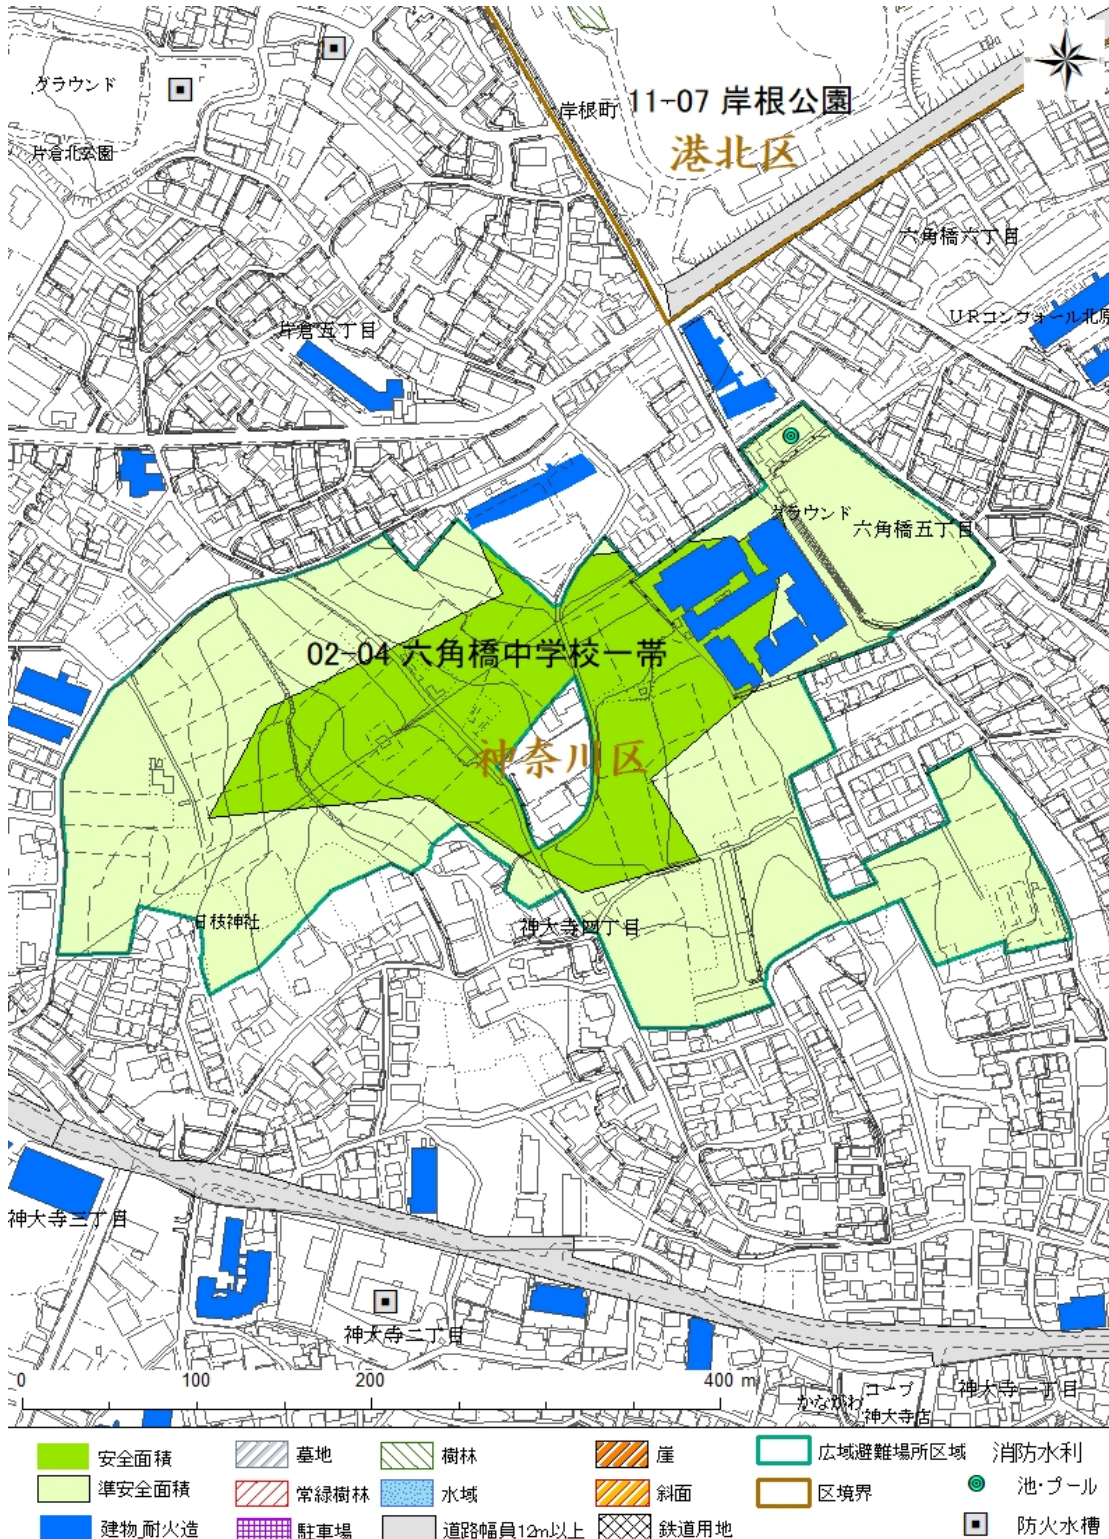 グラウンド
岸根町
11-07 岸根公園
港北区
片倉北公園
六角橋六丁目
URコンフォール北原
片倉五丁目
グラウンド
六角橋五丁目
02-04 六角橋中学校一帯
神奈川区
日枝神社
神大寺四丁目
神大寺三丁目
神大寺二丁目
0 100 200 400 m
かながわ
コープ
神大寺店
神大寺一丁目
安全面積
墓地
樹林
崖
広域避難場所区域
消防水利
準安全面積
常緑樹林
水域
斜面
区境界
池・プール
建物_耐火造
駐車場
道路幅員12m以上
鉄道用地
防火水槽